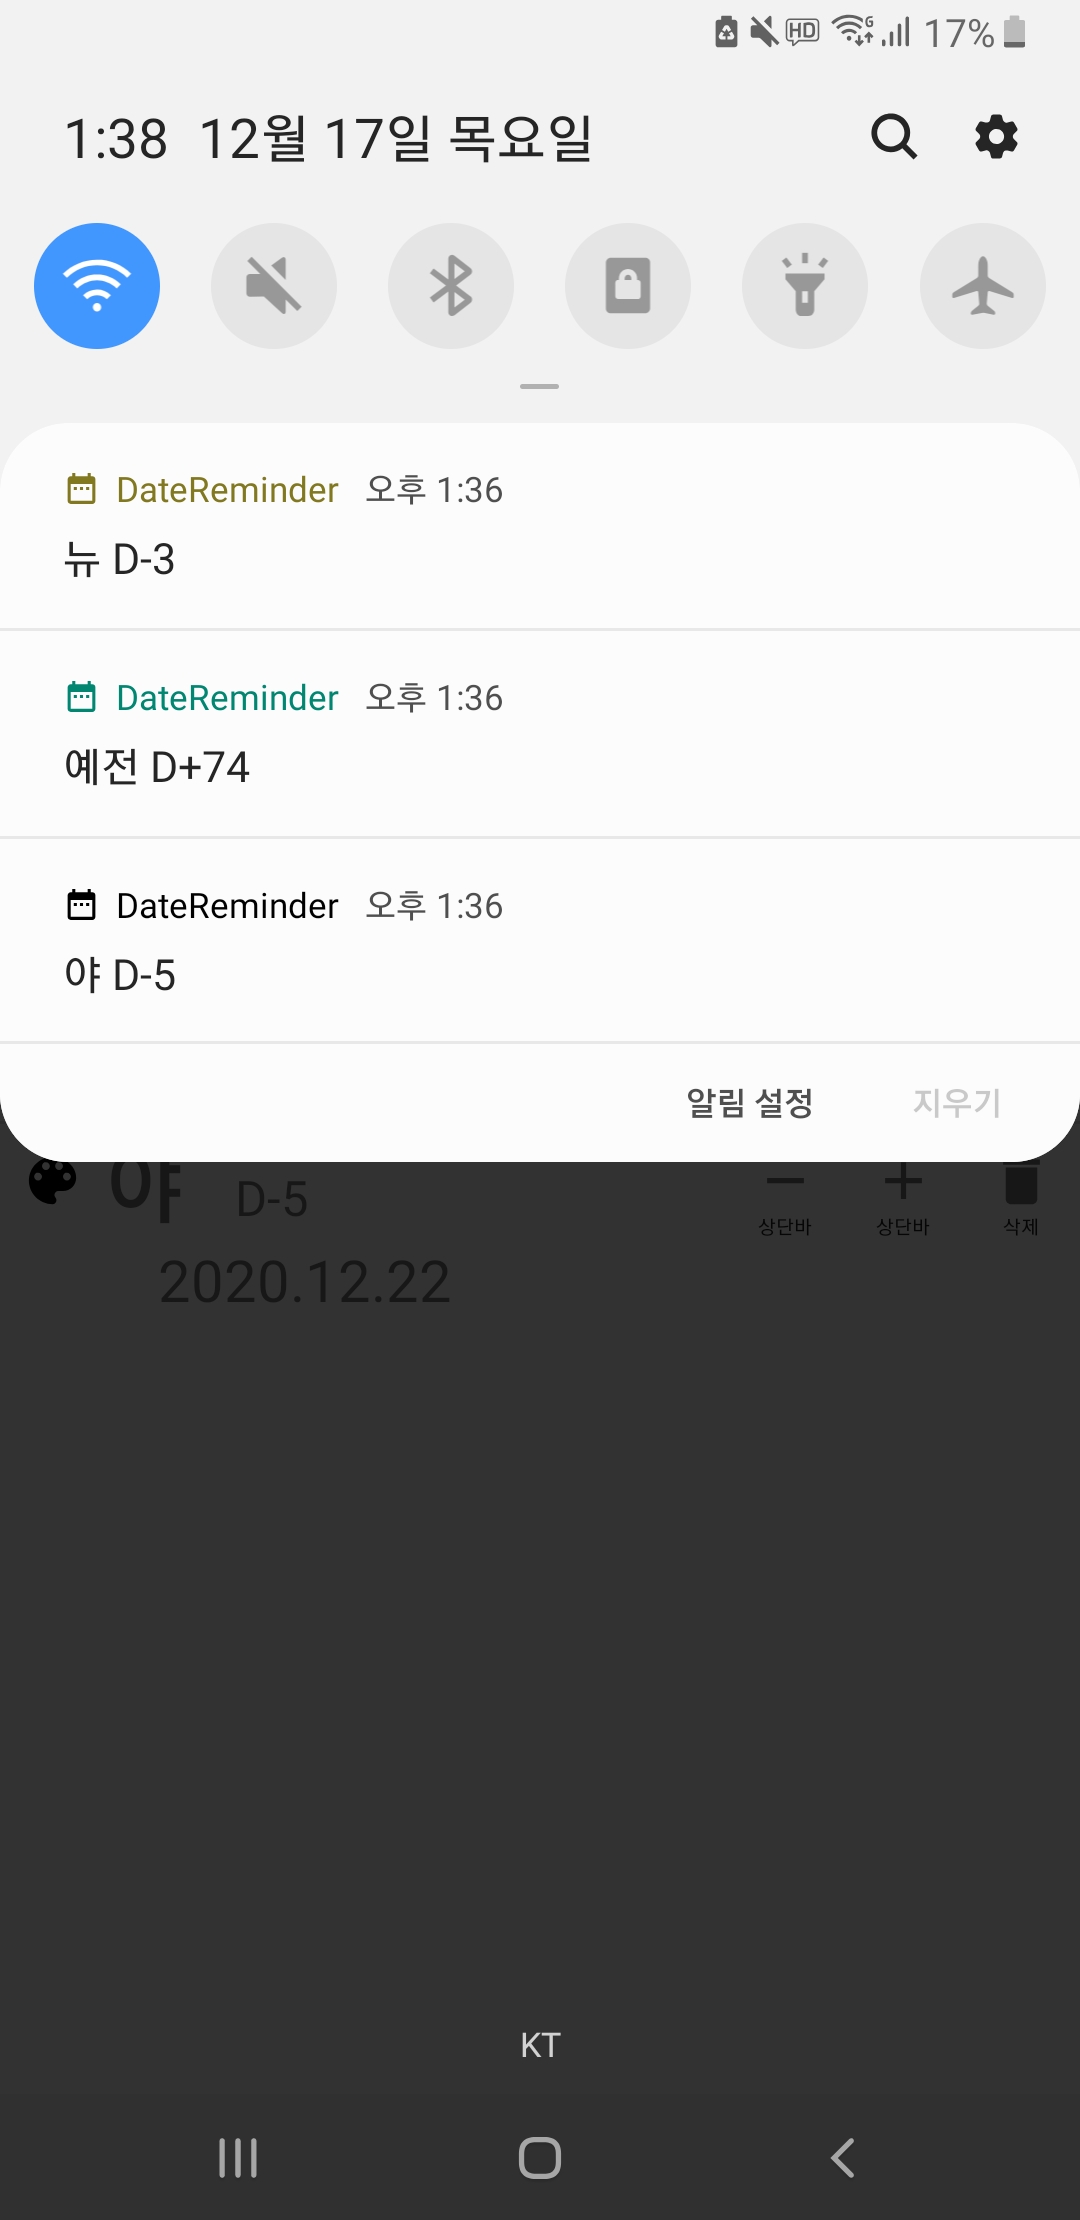 HD G 17%
1:38 12월 17일 목요일
DateReminder 오후 1:36
뉴 D-3
DateReminder 오후 1:36
예전 D+74
DateReminder 오후 1:36
야 D-5
알림 설정 지우기
야 D-5
상단바 상단바 삭제
2020.12.22
KT